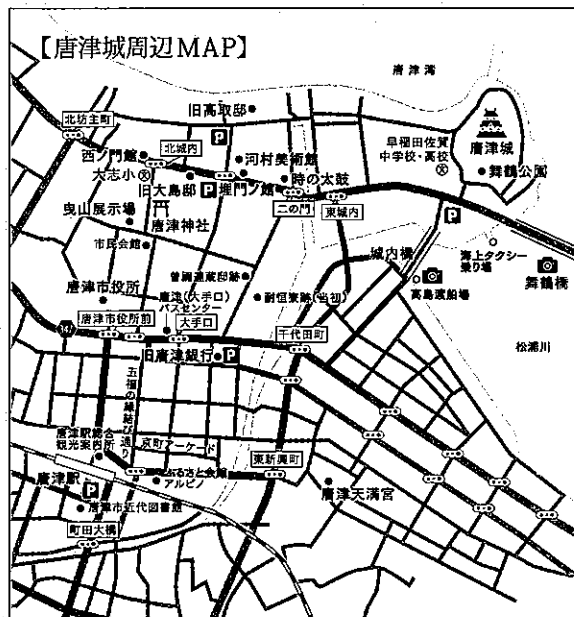 【唐津城周辺MAP】
唐津湾
旧高取邸
北坊主町
P
北城内
西ノ門館
河村美術館
早稲田佐賀
中学校・高校
文
唐津城
舞鶴公園
大志小文
時の太鼓
旧大島邸
P
埋門ノ館
二の門
東城内
P
曳山展示場
唐津神社
城内橋
海上タクシー
乗り場
市民会館
舞鶴橋
曽禰達蔵邸跡
高島渡船場
唐津市役所
唐津(大手口)
バスセンター
耐恒寮跡(当初)
唐津市役所前
大手口
千代田町
松浦川
旧唐津銀行
P
五福の縁結び通り
唐津駅総合
観光案内所
京町アーケード
ふるさと会館
アルピノ
東新興町
唐津駅
P
唐津天満宮
唐津市近代図書館
町田大橋